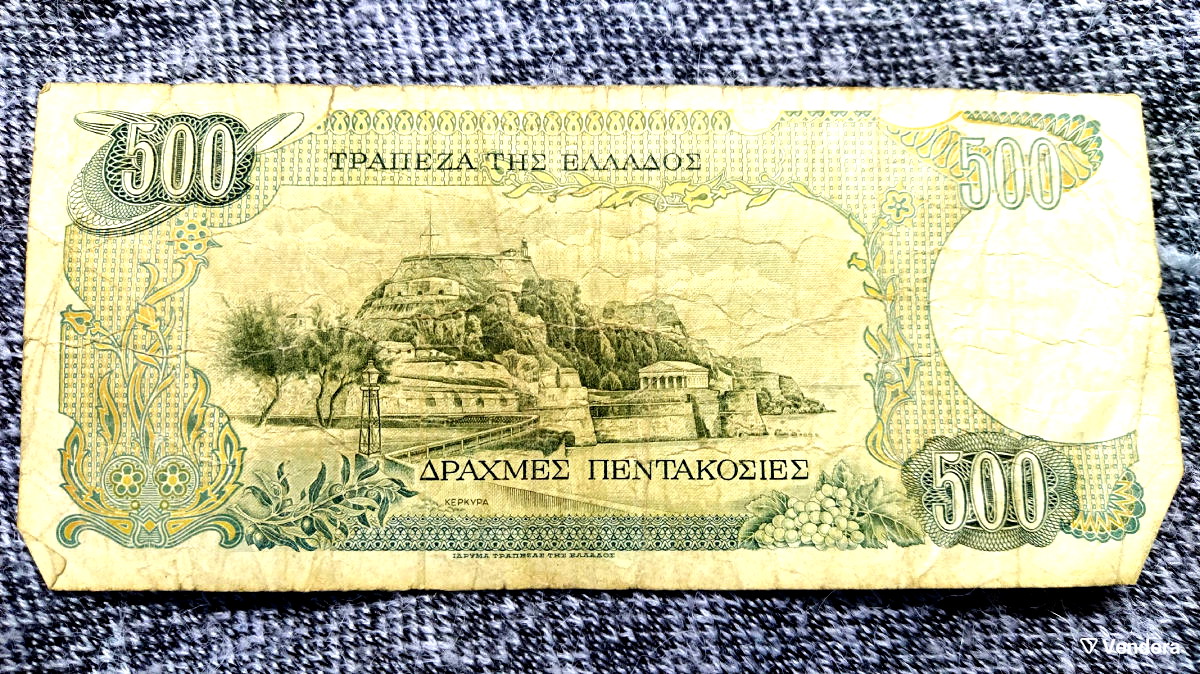 500
ΤΡΑΠΕΖΑ ΤΗΣ ΕΛΛΑΔΟΣ
500
ΔΡΑΧΜΕΣ ΠΕΝΤΑΚΟΣΙΕΣ
ΚΕΡΚΥΡΑ
500
ΙΔΡΥΜΑ ΤΡΑΠΕΖΑΣ ΤΗΣ ΕΛΛΑΔΟΣ
Vendora